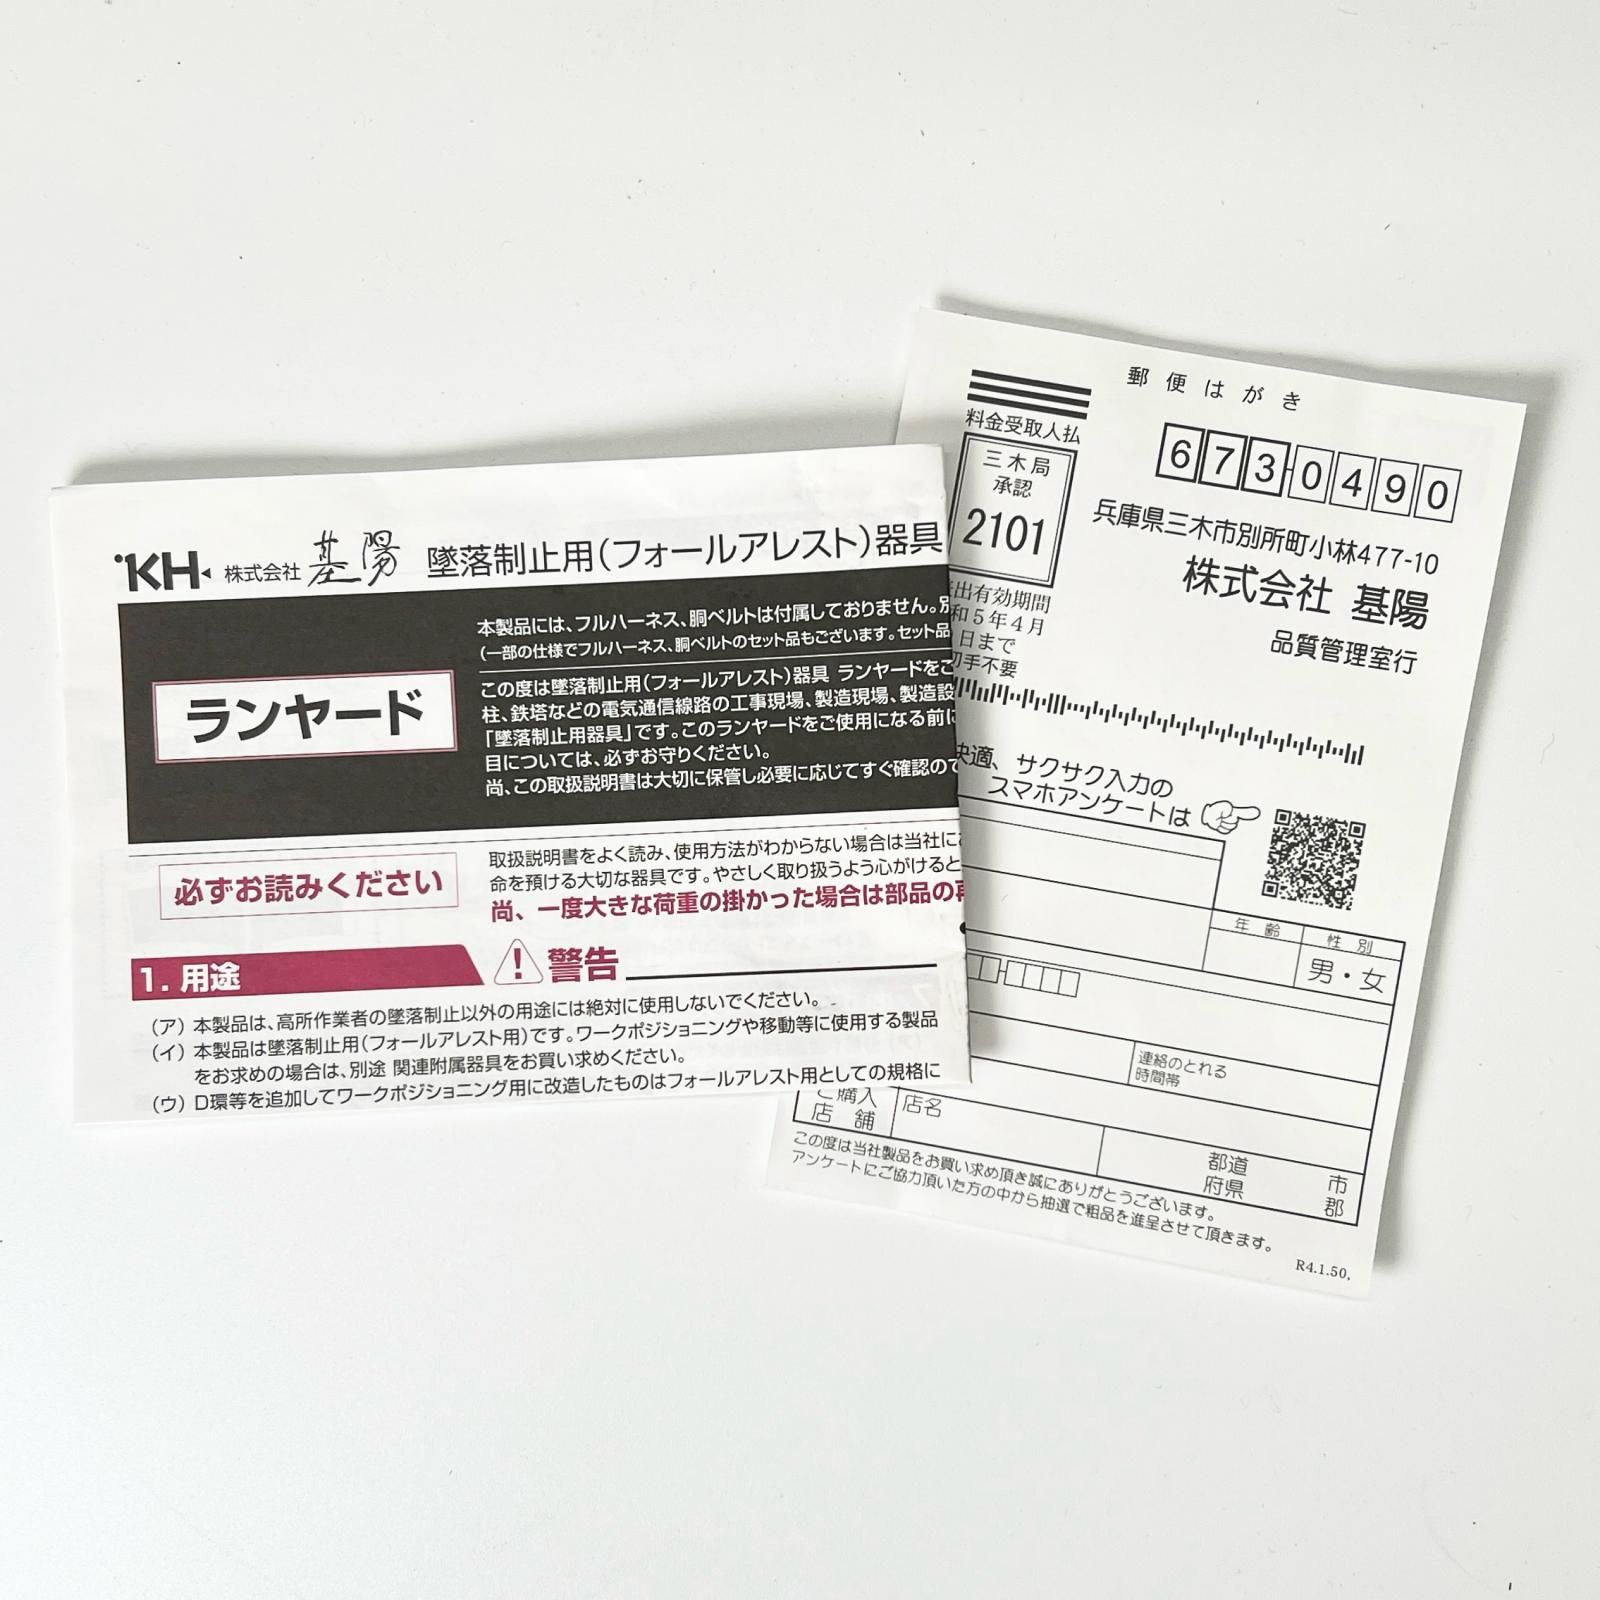 KH 株式会社 基陽 墜落制止用(フォールアレスト)器具
ランヤード
本製品には、フルハーネス、胴ベルトは付属しておりません。
(一部の仕様でフルハーネス、胴ベルトのセット品もございます。セット品
この度は墜落制止用(フォールアレスト)器具 ランヤードをご
柱、鉄塔などの電気通信線路の工事現場、製造現場、製造設
「墜落制止用器具」です。このランヤードをご使用になる前に
目については、必ずお守りください。
尚、この取扱説明書は大切に保管し必要に応じてすぐ確認ので
必ずお読みください
取扱説明書をよく読み、使用方法がわからない場合は当社に
命を預ける大切な器具です。やさしく取り扱うよう心がけると
尚、一度大きな荷重の掛かった場合は部品の
1. 用途
警告
(ア) 本製品は、高所作業者の墜落制止以外の用途には絶対に使用しないでください。
(イ) 本製品は墜落制止用(フォールアレスト用)です。ワークポジショニングや移動等に使用する製品
をお求めの場合は、別途 関連附属器具をお買い求めください。
(ウ) D環等を追加してワークポジショニング用に改造したものはフォールアレスト用としての規格に
郵便はがき
料金受取人払
三木局
承認
2101
出有効期間
和5年4月
日まで
切手不要
673-0490
兵庫県三木市別所町小林477-10
株式会社 基陽
品質管理室行
快適、サクサク入力の
スマホアンケートは
年齢
性別
男・女
連絡のとれる
時間帯
ご購入
店舗
店名
都道
府県
市
郡
この度は当社製品をお買い求め頂き誠にありがとうございます。
アンケートにご協力頂いた方の中から抽選で粗品を進呈させて頂きます。
R4.1.50,